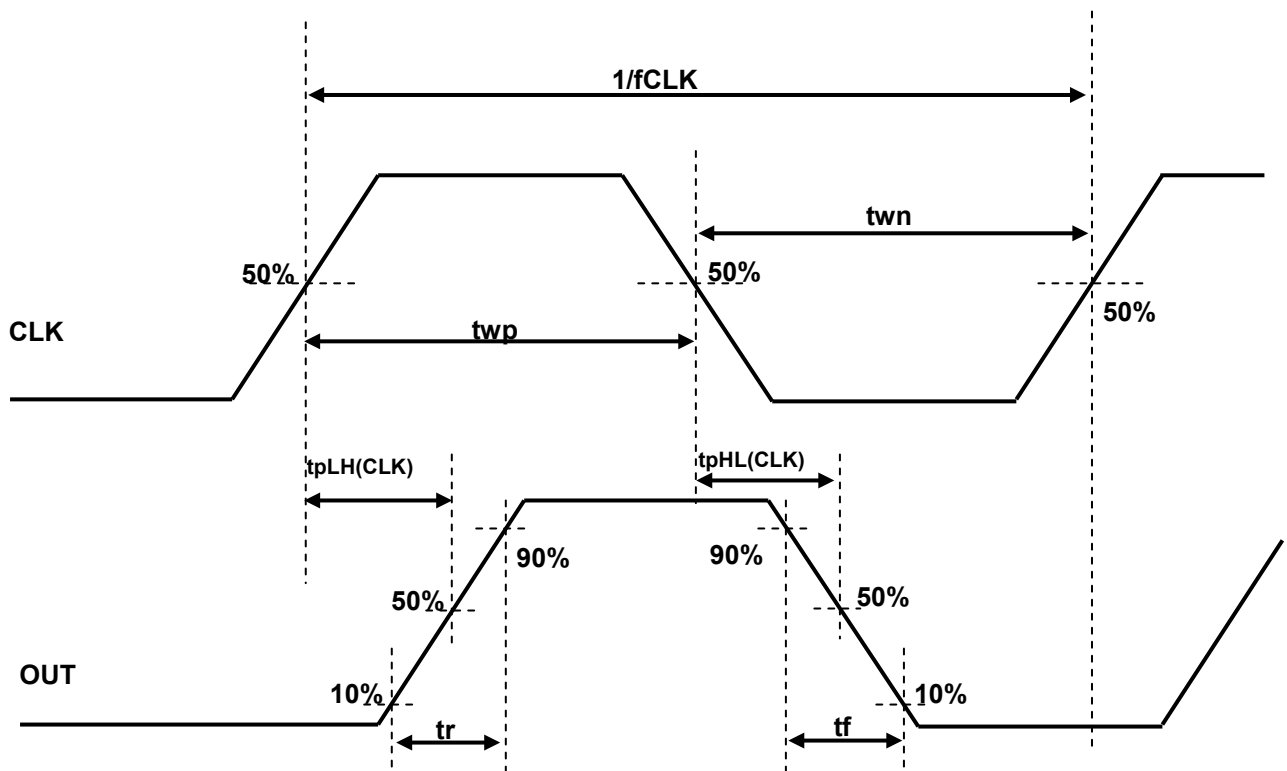 1/fCLK
twn
50%
50%
50%
CLK
twp
tpLH(CLK)
tpHL(CLK)
90%
90%
50%
50%
OUT
10%
10%
tr
tf